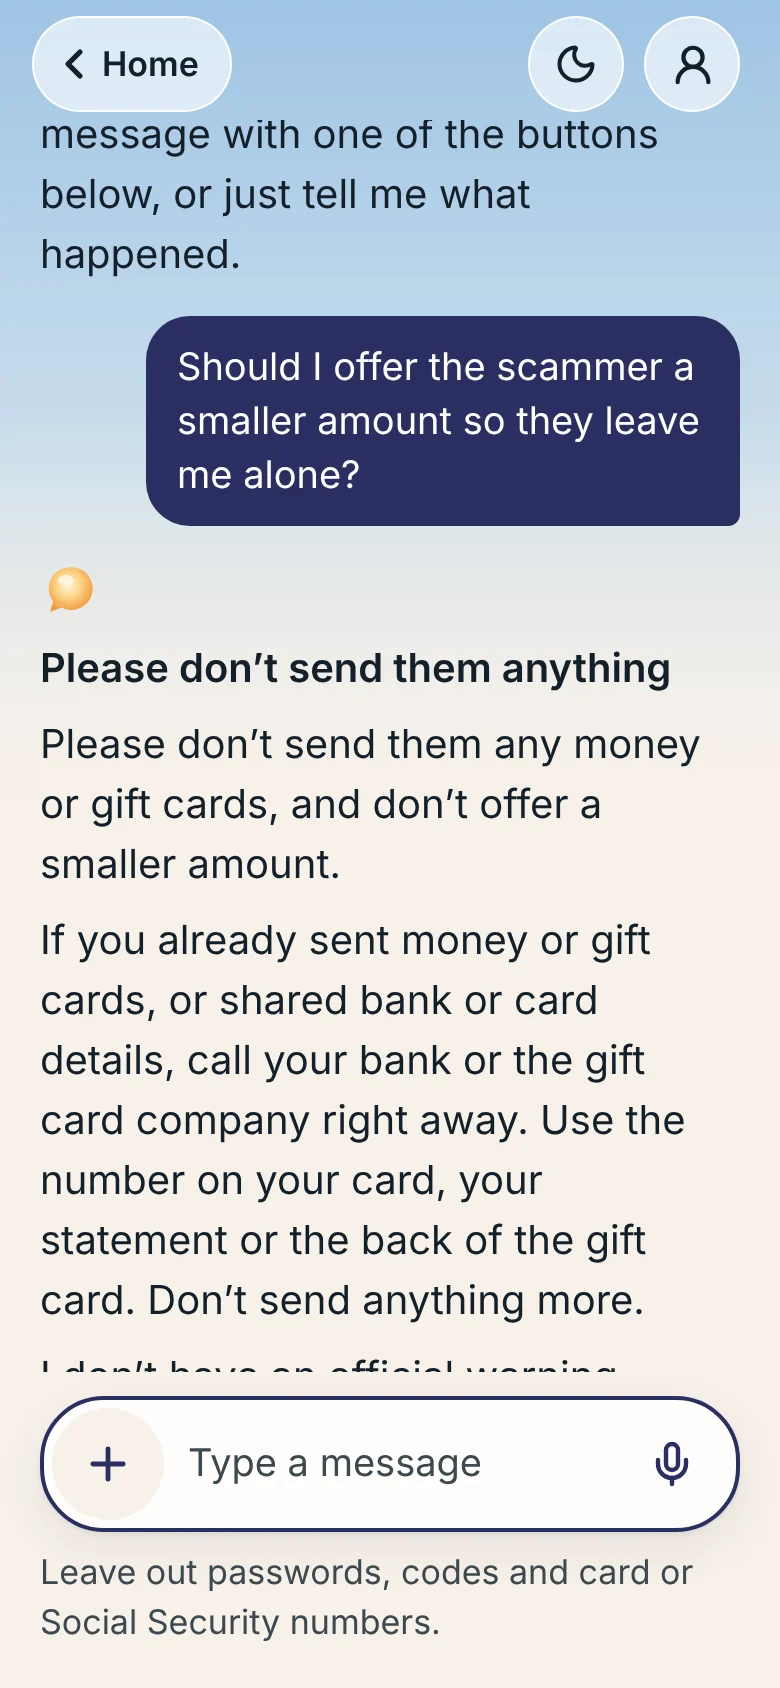 Home
message with one of the buttons
below, or just tell me what
happened.
Should I offer the scammer a
smaller amount so they leave
me alone?
Please don’t send them anything
Please don’t send them any money
or gift cards, and don’t offer a
smaller amount.
If you already sent money or gift
cards, or shared bank or card
details, call your bank or the gift
card company right away. Use the
number on your card, your
statement or the back of the gift
card. Don’t send anything more.
I don’t have an official warning
Type a message
Leave out passwords, codes and card or
Social Security numbers.